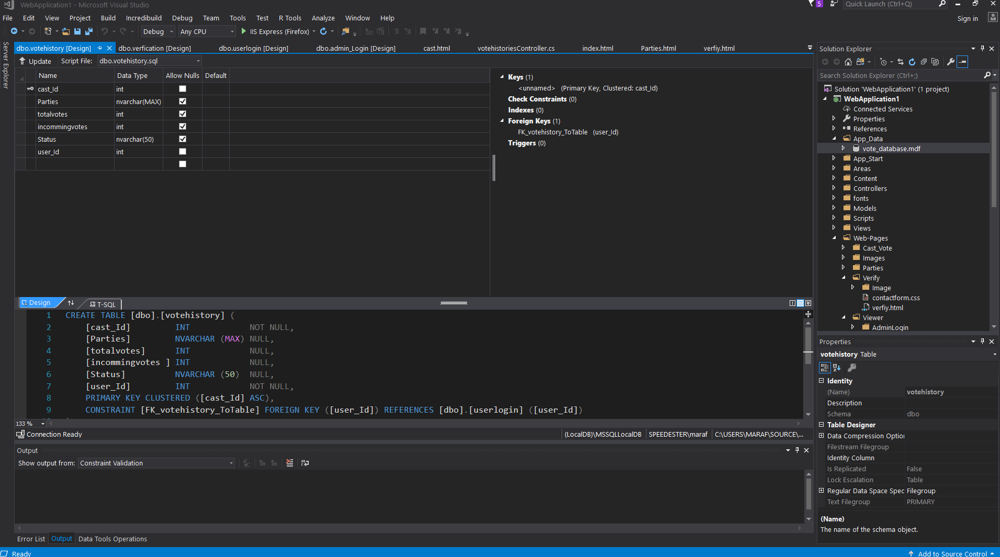 WebApplication1 - Microsoft Visual Studio
5
Quick Launch (Ctrl+Q)
File Edit View Project Build Incredibuild Debug Team Tools Test R Tools Analyze Window Help
Sign in
Debug Any CPU IIS Express (Firefox)
Server Explorer
dbo.votehistory [Design] dbo.verfication [Design] dbo.userlogin [Design] dbo.admin_Login [Design] cast.html votehistoriesController.cs index.html Parties.html verfiy.html
Update Script File: dbo.votehistory.sql
Name Data Type Allow Nulls Default
cast_Id int
Parties nvarchar(MAX)
totalvotes int
incommingvotes int
Status nvarchar(50)
user_Id int
Keys (1)
<unnamed> (Primary Key, Clustered: cast_Id)
Check Constraints (0)
Indexes (0)
Foreign Keys (1)
FK_votehistory_ToTable (user_Id)
Triggers (0)
Design T-SQL
1 CREATE TABLE [dbo].[votehistory] (
2 [cast_Id] INT NOT NULL,
3 [Parties] NVARCHAR (MAX) NULL,
4 [totalvotes] INT NULL,
5 [incommingvotes ] INT NULL,
6 [Status] NVARCHAR (50) NULL,
7 [user_Id] INT NOT NULL,
8 PRIMARY KEY CLUSTERED ([cast_Id] ASC),
9 CONSTRAINT [FK_votehistory_ToTable] FOREIGN KEY ([user_Id]) REFERENCES [dbo].[userlogin] ([user_Id])
133 %
Connection Ready
(LocalDB)\MSSQLLocalDB SPEEDESTER\maraf C:\USERS\MARAF\SOURCE\...
Output
Show output from: Constraint Validation
Error List Output Data Tools Operations
Ready
Add to Source Control
Solution Explorer
Search Solution Explorer (Ctrl+;)
Solution 'WebApplication1' (1 project)
WebApplication1
Connected Services
Properties
References
App_Data
vote_database.mdf
App_Start
Areas
Content
Controllers
fonts
Models
Scripts
Views
Web-Pages
Cast_Vote
Images
Parties
Verify
Image
contactform.css
verfiy.html
Viewer
AdminLogin
Properties
votehistory Table
Identity
(Name) votehistory
Description
Schema dbo
Table Designer
Data Compression Option
Filestream Filegroup
Identity Column
Is Replicated False
Lock Escalation Table
Regular Data Space Spec Filegroup
Text Filegroup PRIMARY
(Name)
The name of the schema object.